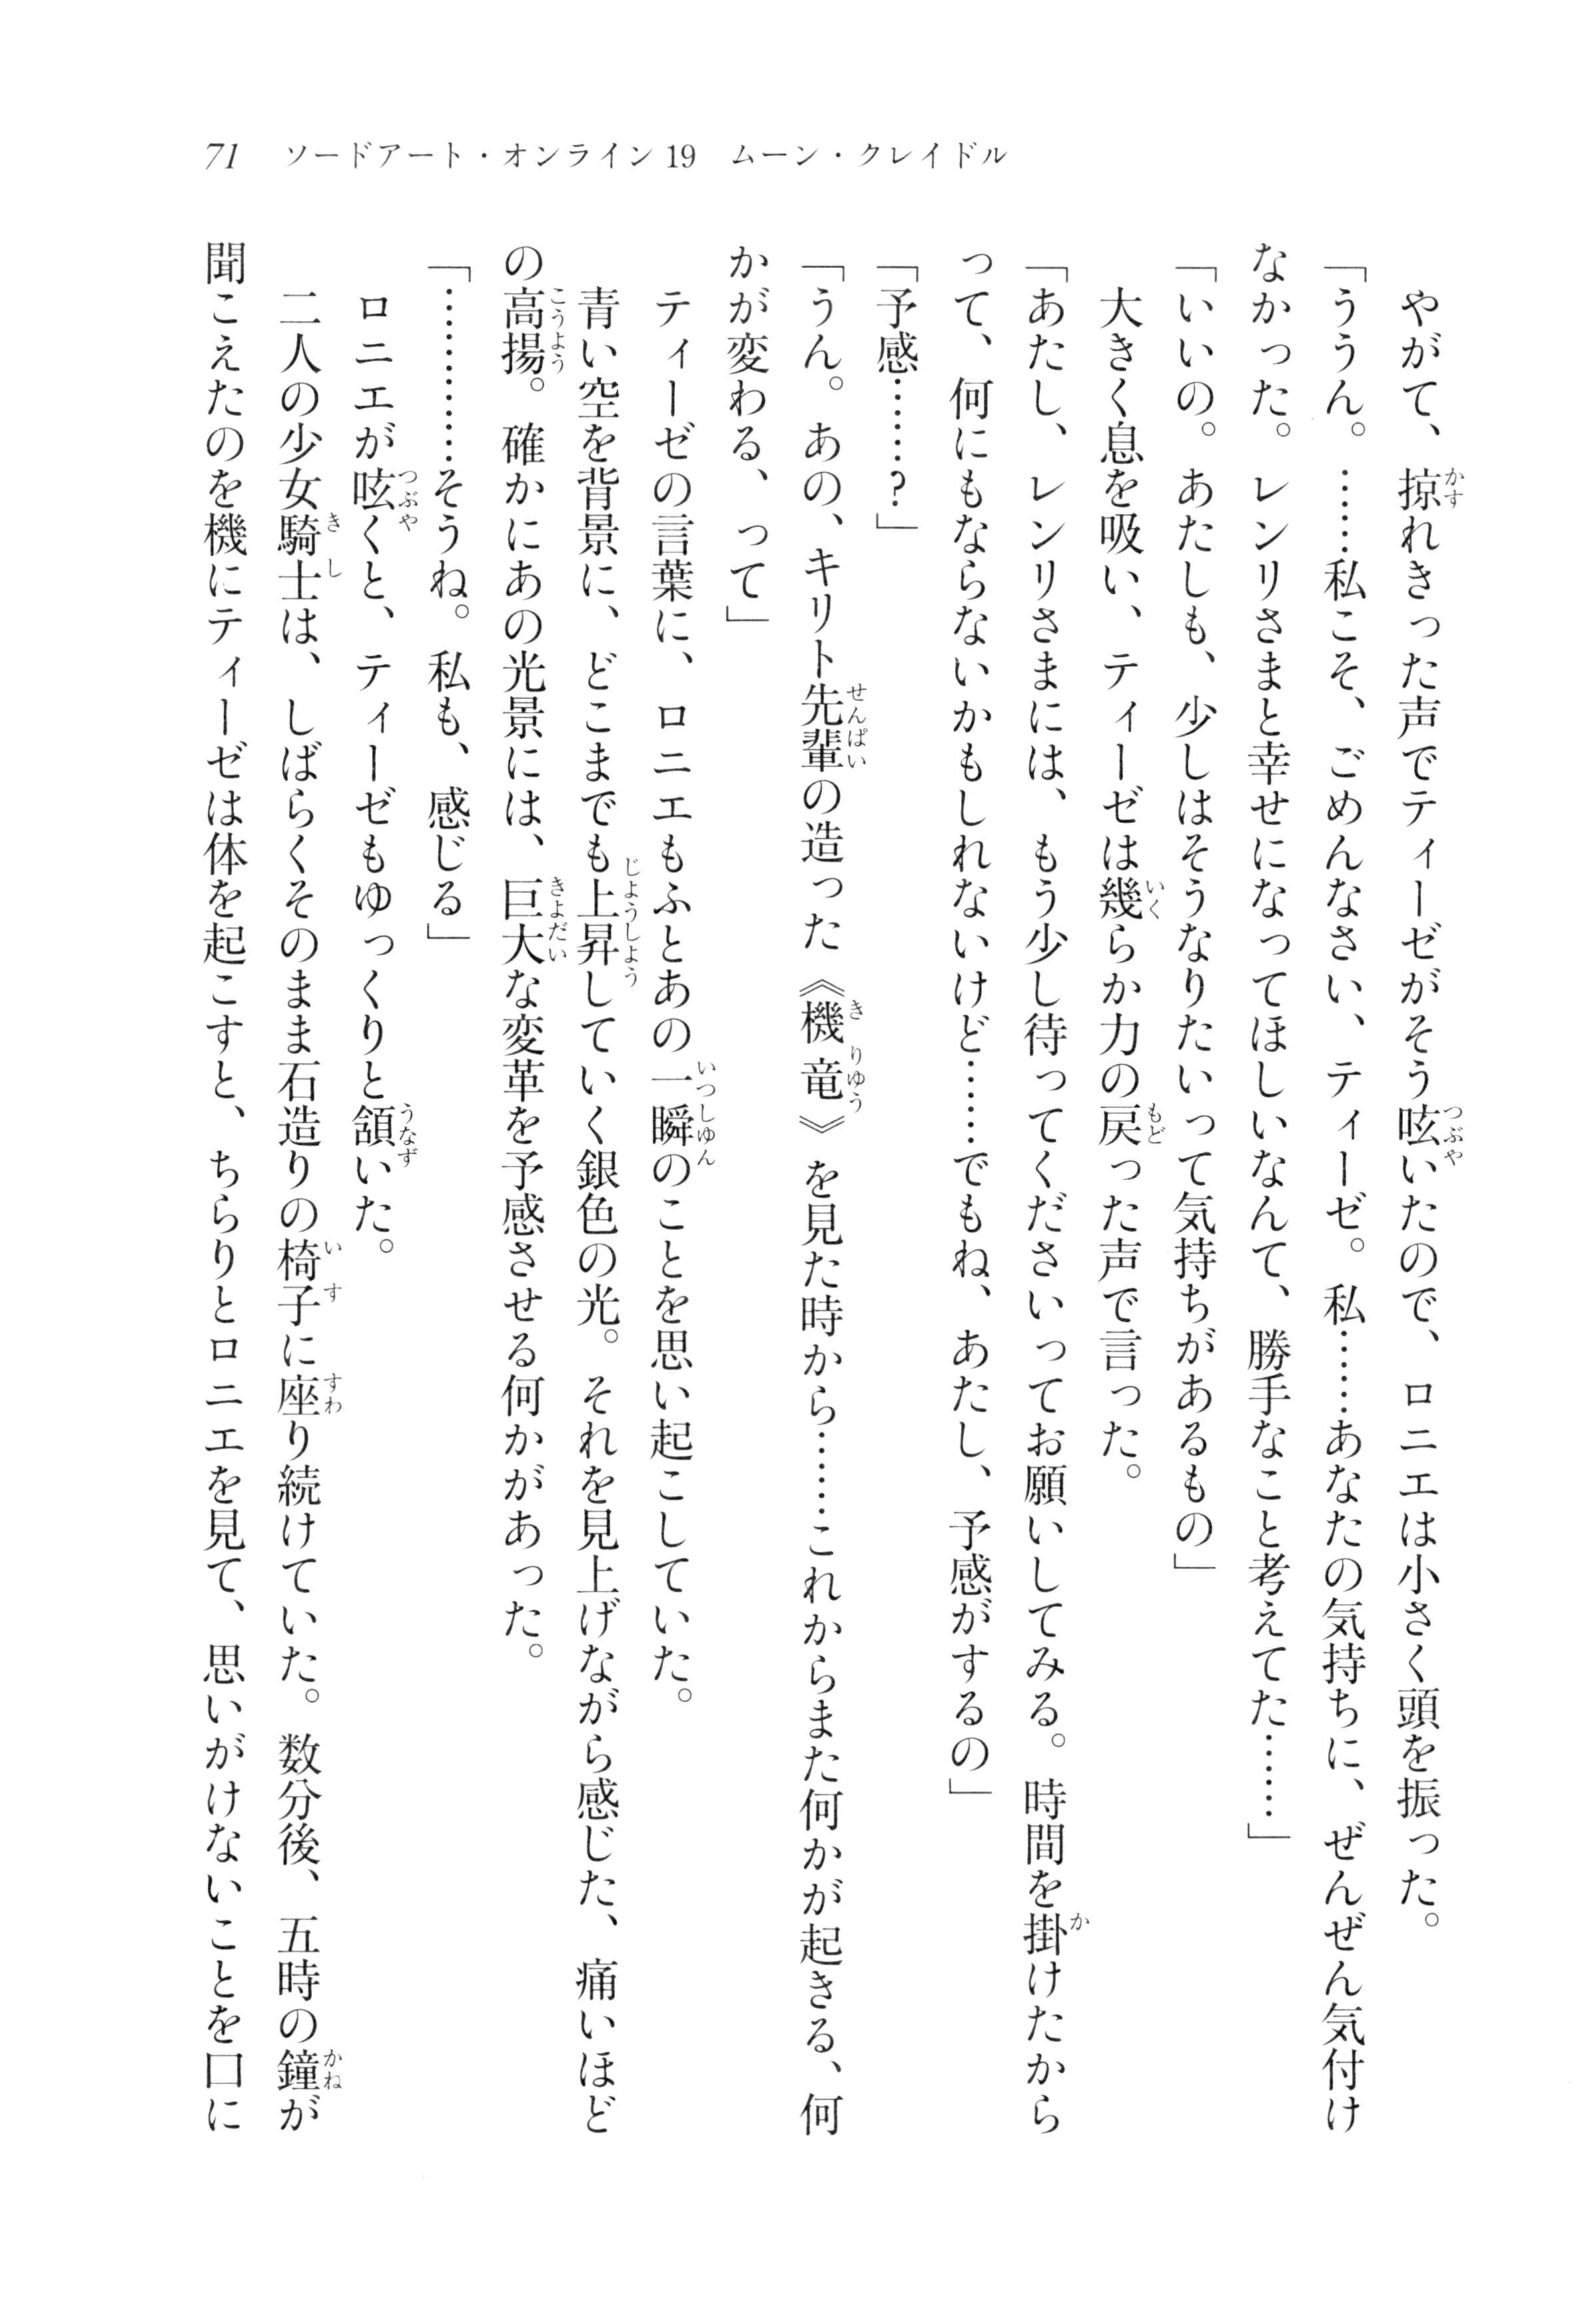 71　ソードアート・オンライン19　ムーン・クレイドル
　やがて、掠れきった声でティーゼがそう呟いたので、ロニエは小さく頭を振った。
「ううん。……私こそ、ごめんなさい、ティーゼ。私……あなたの気持ちに、ぜんぜん気付け
なかった。レンリさまと幸せになってほしいなんて、勝手なこと考えてた……」
「いいの。あたしも、少しはそうなりたいって気持ちがあるもの」
　大きく息を吸い、ティーゼは幾らか力の戻った声で言った。
「あたし、レンリさまには、もう少し待ってくださいってお願いしてみる。時間を掛けたから
って、何にもならないかもしれないけど……でもね、あたし、予感がするの」
「予感……？」
「うん。あの、キリト先輩の造った《機竜》を見た時から……これからまた何かが起きる、何
かが変わる、って」
　ティーゼの言葉に、ロニエもふとあの一瞬のことを思い起こしていた。
　青い空を背景に、どこまでも上昇していく銀色の光。それを見上げながら感じた、痛いほど
の高揚。確かにあの光景には、巨大な変革を予感させる何かがあった。
「…………そうね。私も、感じる」
　ロニエが呟くと、ティーゼもゆっくりと頷いた。
　二人の少女騎士は、しばらくそのまま石造りの椅子に座り続けていた。数分後、五時の鐘が
聞こえたのを機にティーゼは体を起こすと、ちらりとロニエを見て、思いがけないことを口に